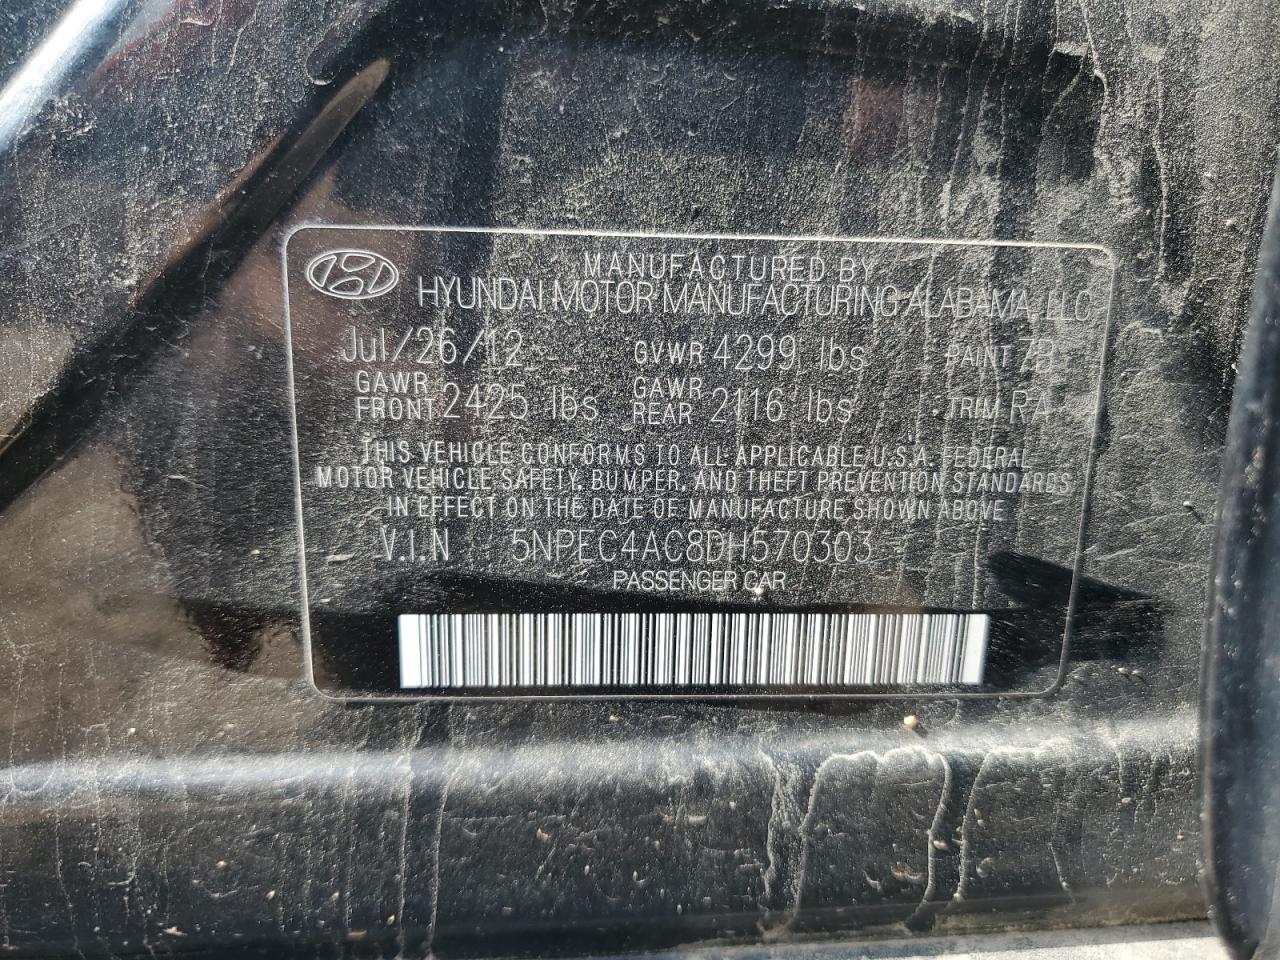 MANUFACTURED BY
HYUNDAI MOTOR MANUFACTURING ALABAMA, LLC
Jul/26/12 GVWR 4299 lbs PAINT ZB
GAWR FRONT 2425 lbs GAWR REAR 2116 lbs TRIM RA
THIS VEHICLE CONFORMS TO ALL APPLICABLE U.S.A. FEDERAL
MOTOR VEHICLE SAFETY, BUMPER, AND THEFT PREVENTION STANDARDS
IN EFFECT ON THE DATE OF MANUFACTURE SHOWN ABOVE
V.I.N 5NPEC4AC8DH570303
PASSENGER CAR